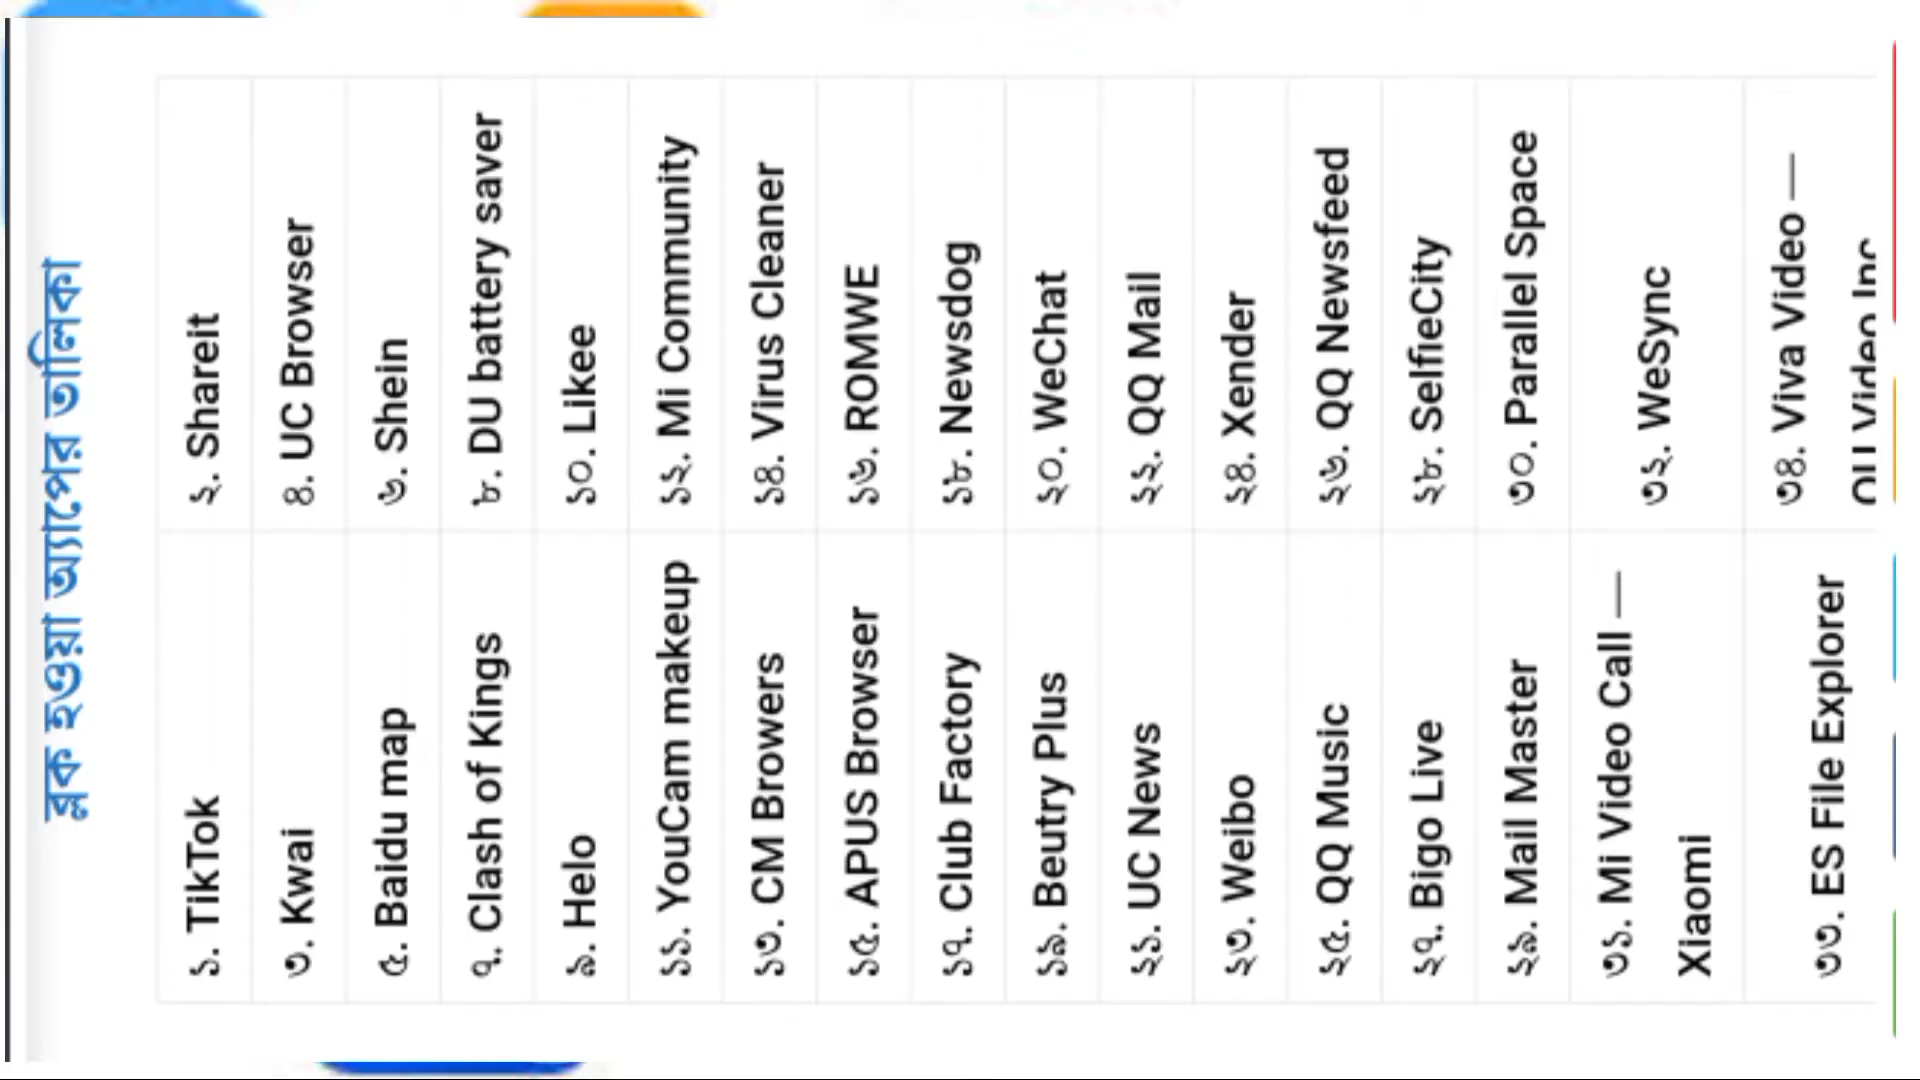 ব্লক হওয়া অ্যাপের তালিকা
১. TikTok
২. Shareit
৩. Kwai
৪. UC Browser
৫. Baidu map
৬. Shein
৭. Clash of Kings
৮. DU battery saver
৯. Helo
১০. Likee
১১. YouCam makeup
১২. Mi Community
১৩. CM Browers
১৪. Virus Cleaner
১৫. APUS Browser
১৬. ROMWE
১৭. Club Factory
১৮. Newsdog
১৯. Beutry Plus
২০. WeChat
২১. UC News
২২. QQ Mail
২৩. Weibo
২৪. Xender
২৫. QQ Music
২৬. QQ Newsfeed
২৭. Bigo Live
২৮. SelfieCity
২৯. Mail Master
৩০. Parallel Space
৩১. Mi Video Call —
Xiaomi
৩২. WeSync
৩৩. ES File Explorer
৩৪. Viva Video —
QU Video Inc